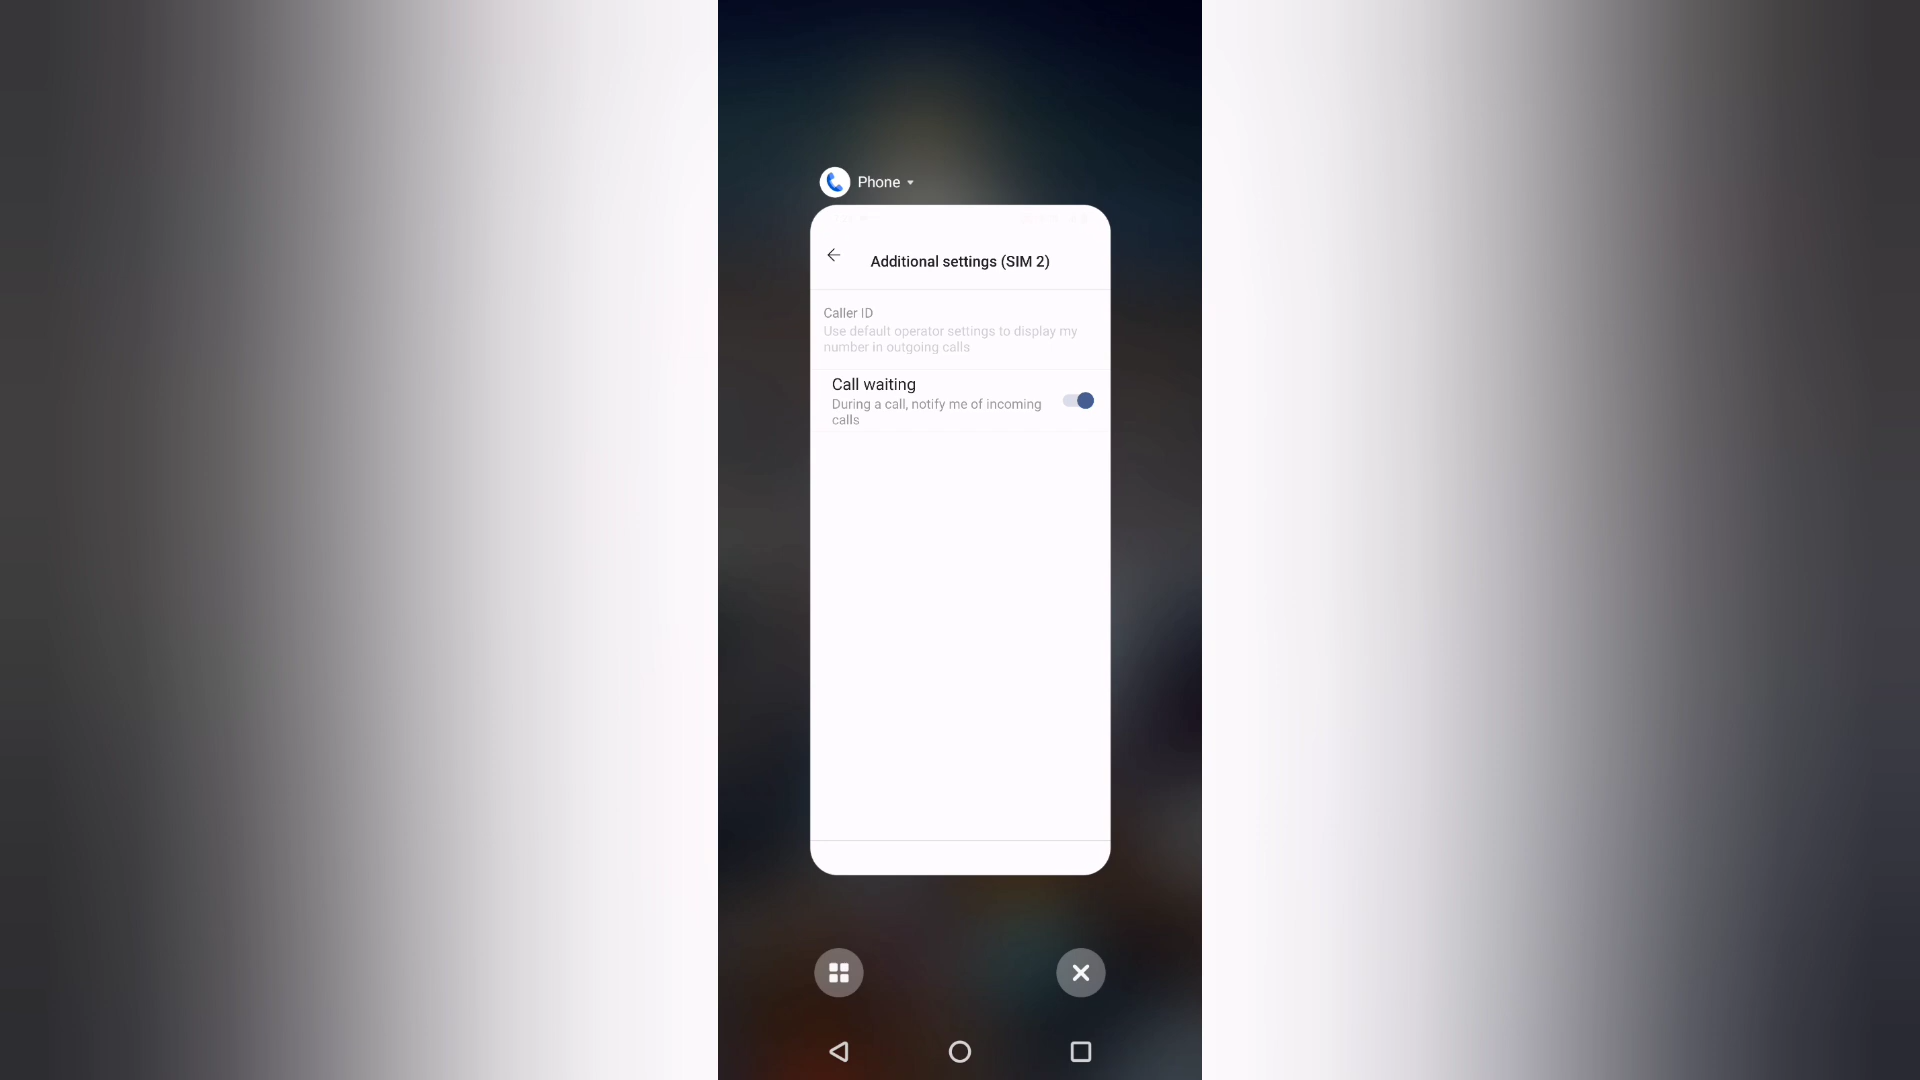 Phone
Additional settings (SIM 2)
Caller ID
Use default operator settings to display my
number in outgoing calls
Call waiting
During a call, notify me of incoming
calls